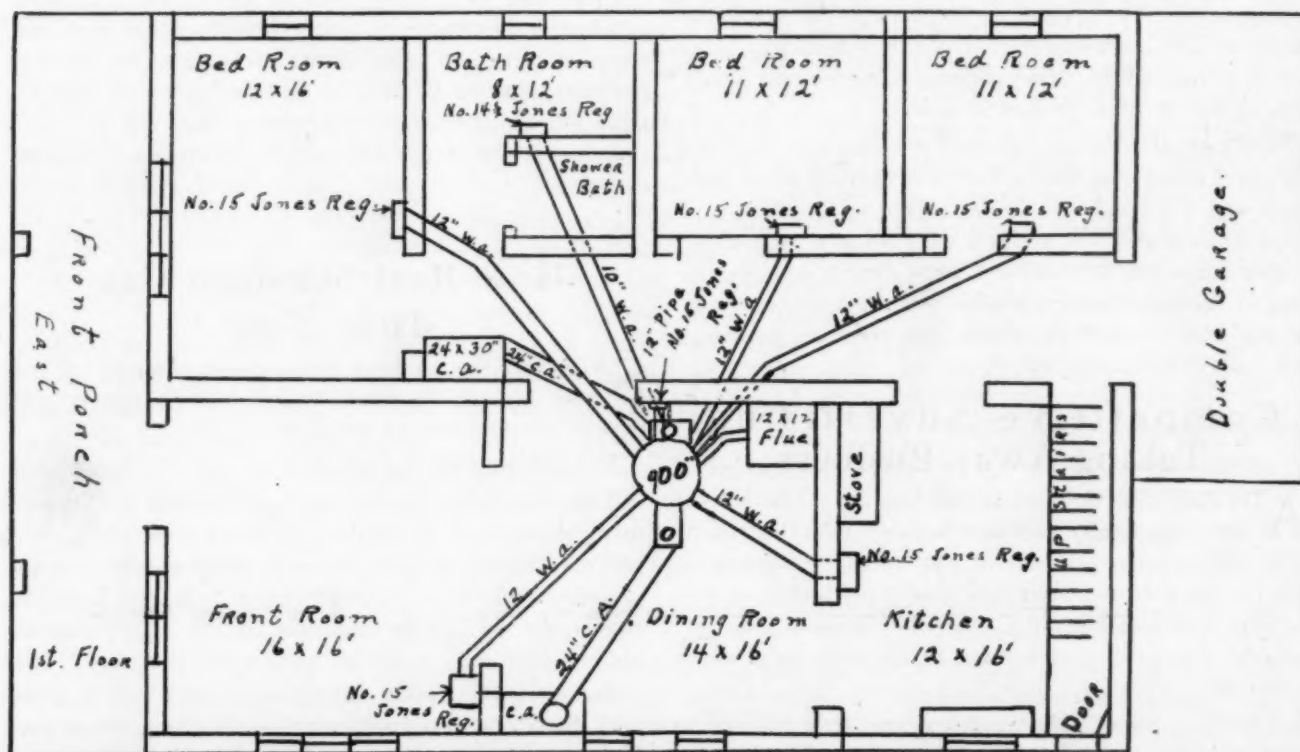 Bed Room
12 x 16'
Bath Room
8 x 12'
No. 14½ Jones Reg
Bed Room
11 x 12'
Bed Room
11 x 12'
Shower
Bath
No. 15 Jones Reg.
No. 15 Jones Reg.
No. 15 Jones Reg.
12" W.a.
10" W.a.
12" Pipe
No. 15 Jones
Reg.
12" W.a
12" W.a.
Double Garage
Front Porch
East
24 x 30"
C.a.
24" C.a.
12 x 12
Flue
Stove
Up Stairs
900
12" W.a.
No. 15 Jones Reg.
12 W.a.
24" C.A.
Front Room
16 x 16'
Dining Room
14 x 16'
Kitchen
12 x 16'
1st. Floor
No. 15
Jones
Reg.
C.a.
Door